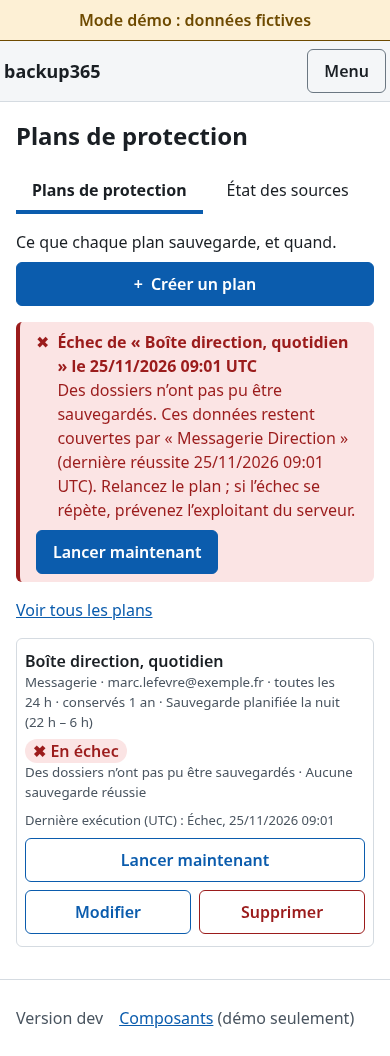 Mode démo : données fictives
backup365
Menu
Plans de protection
Plans de protection
État des sources
Ce que chaque plan sauvegarde, et quand.
+ Créer un plan
✖ Échec de « Boîte direction, quotidien
» le 25/11/2026 09:01 UTC
Des dossiers n’ont pas pu être
sauvegardés. Ces données restent
couvertes par « Messagerie Direction »
(dernière réussite 25/11/2026 09:01
UTC). Relancez le plan ; si l’échec se
répète, prévenez l’exploitant du serveur.
Lancer maintenant
Voir tous les plans
Boîte direction, quotidien
Messagerie · marc.lefevre@exemple.fr · toutes les
24 h · conservés 1 an · Sauvegarde planifiée la nuit
(22 h – 6 h)
✖ En échec
Des dossiers n’ont pas pu être sauvegardés · Aucune
sauvegarde réussie
Dernière exécution (UTC) : Échec, 25/11/2026 09:01
Lancer maintenant
Modifier
Supprimer
Version dev
Composants (démo seulement)